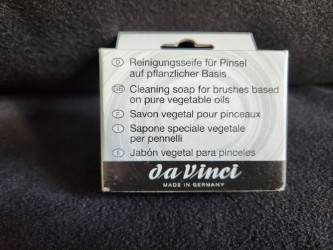 D Reinigungsseife für Pinsel
auf pflanzlicher Basis
GB Cleaning soap for brushes based
on pure vegetable oils
F Savon vegetal pour pinceaux
I Sapone speciale vegetale
per pennelli
E Jabón vegetal para pinceles
da Vinci
MADE IN GERMANY